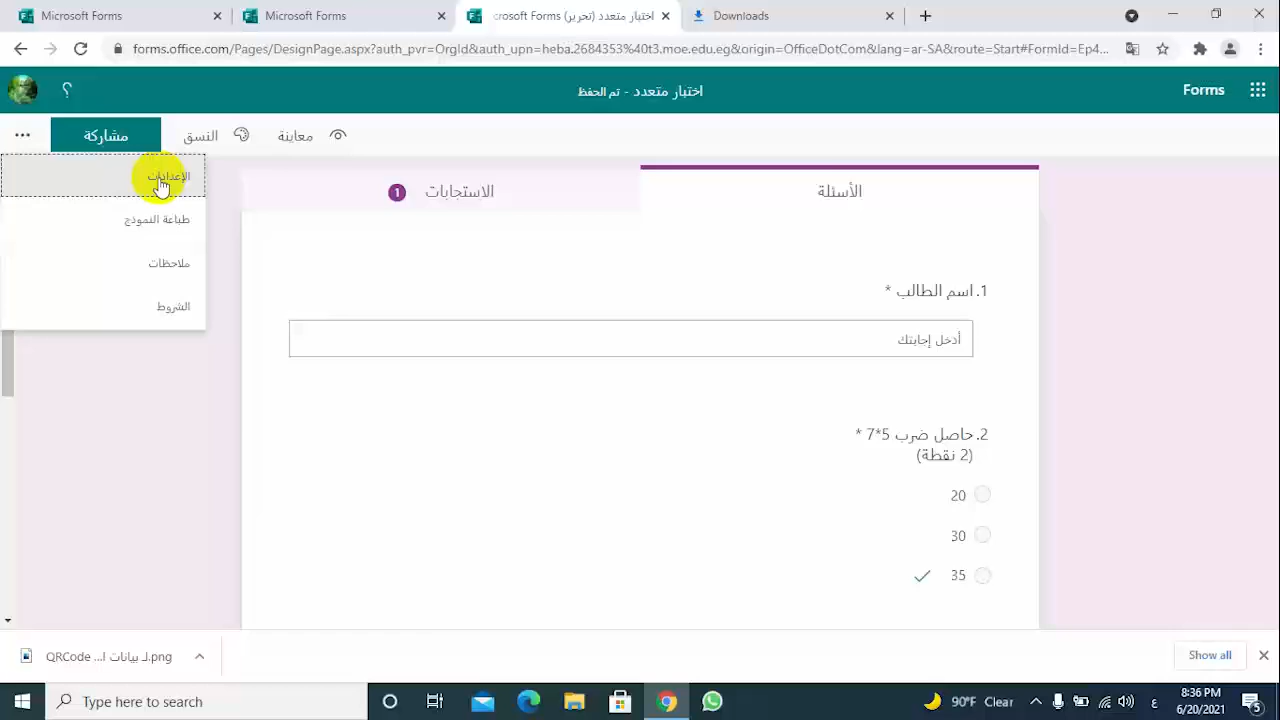 Microsoft Forms
Microsoft Forms
اختبار متعدد (تحرير) crosoft Forms
Downloads
forms.office.com/Pages/DesignPage.aspx?auth_pvr=OrgId&auth_upn=heba.2684353%40t3.moe.edu.eg&origin=OfficeDotCom&lang=ar-SA&route=Start#FormId=Ep4...
Forms
اختبار متعدد - تم الحفظ
؟
معاينة
النسق
مشاركة
...
الإعدادات
طباعة النموذج
ملاحظات
الشروط
الأسئلة
الاستجابات 1
1. اسم الطالب *
أدخل إجابتك
2. حاصل ضرب 5*7 *
(2 نقطة)
20
30
35
QRCode ... لـ بيانات ا.png
Show all
Type here to search
90°F Clear
ع
8:36 PM
6/20/2021
5